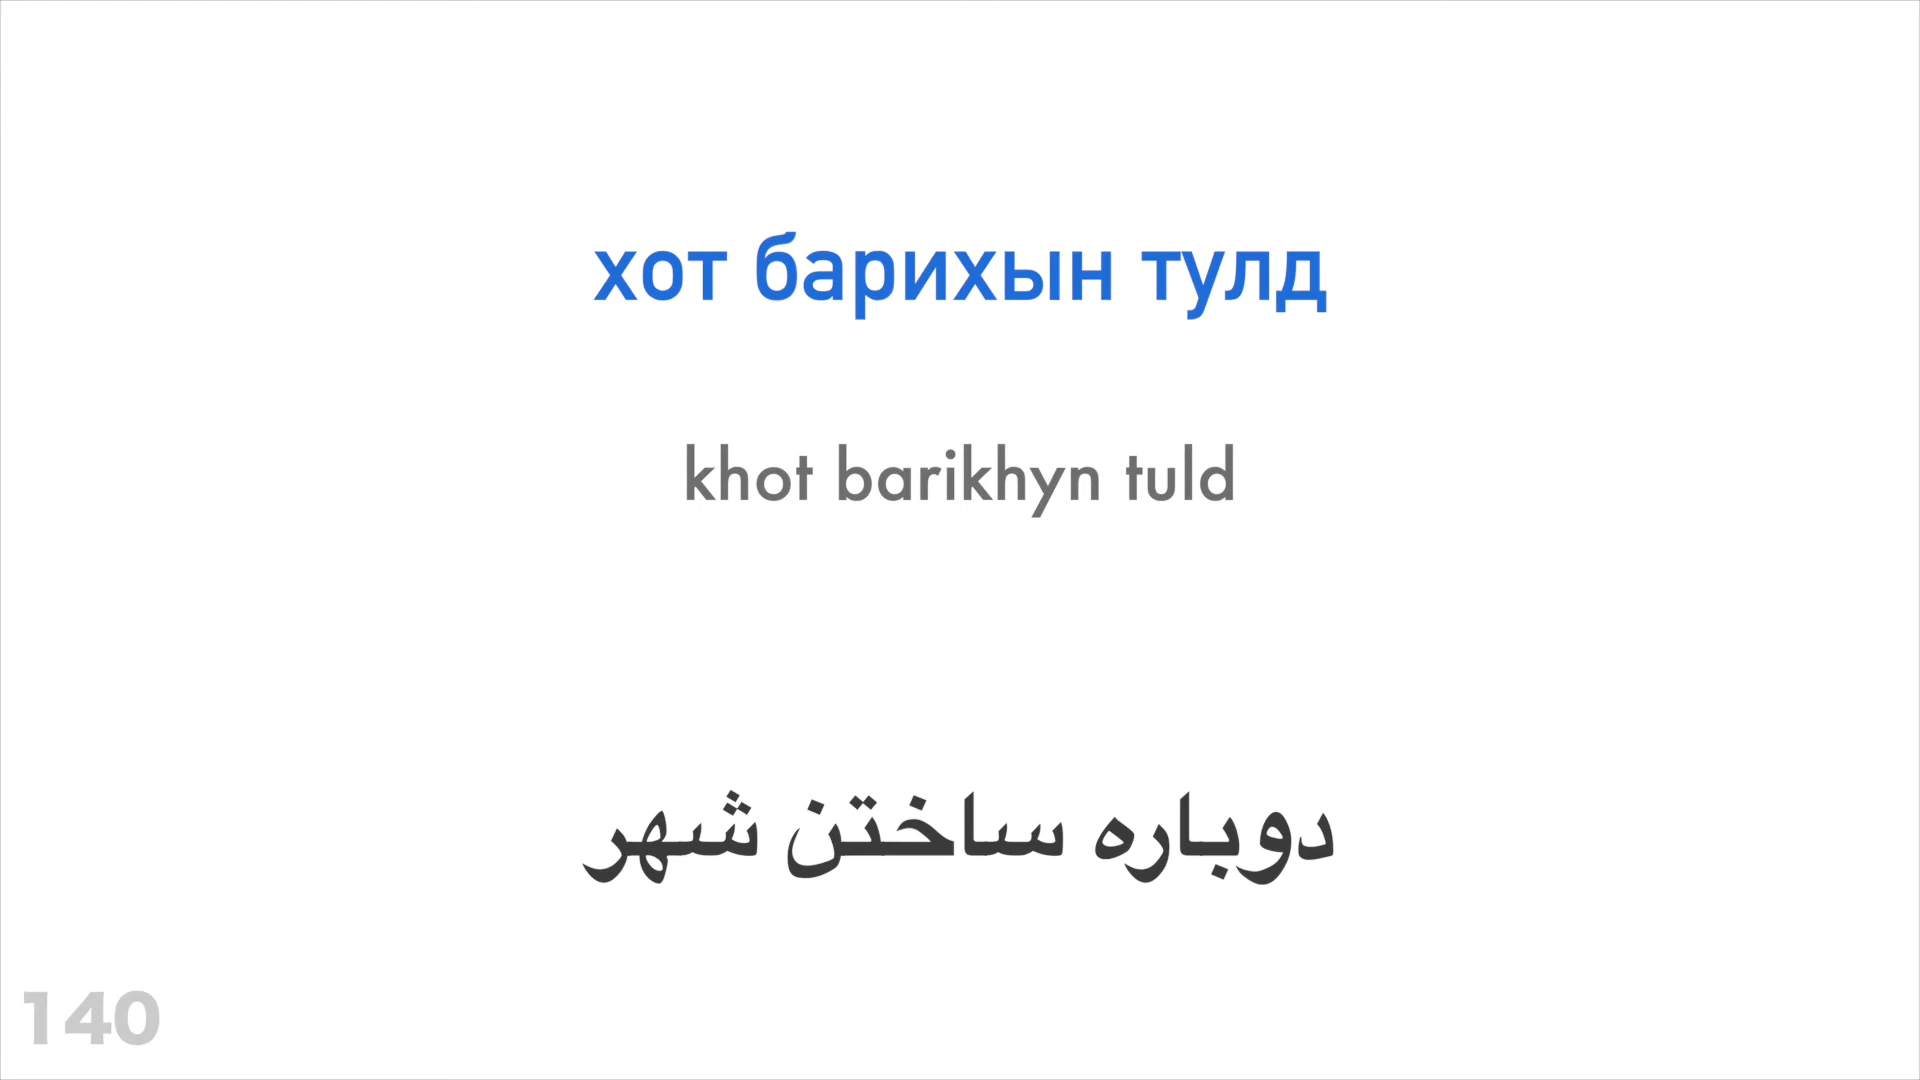 хот барихын тулд
khot barikhyn tuld
دوباره ساختن شهر
140